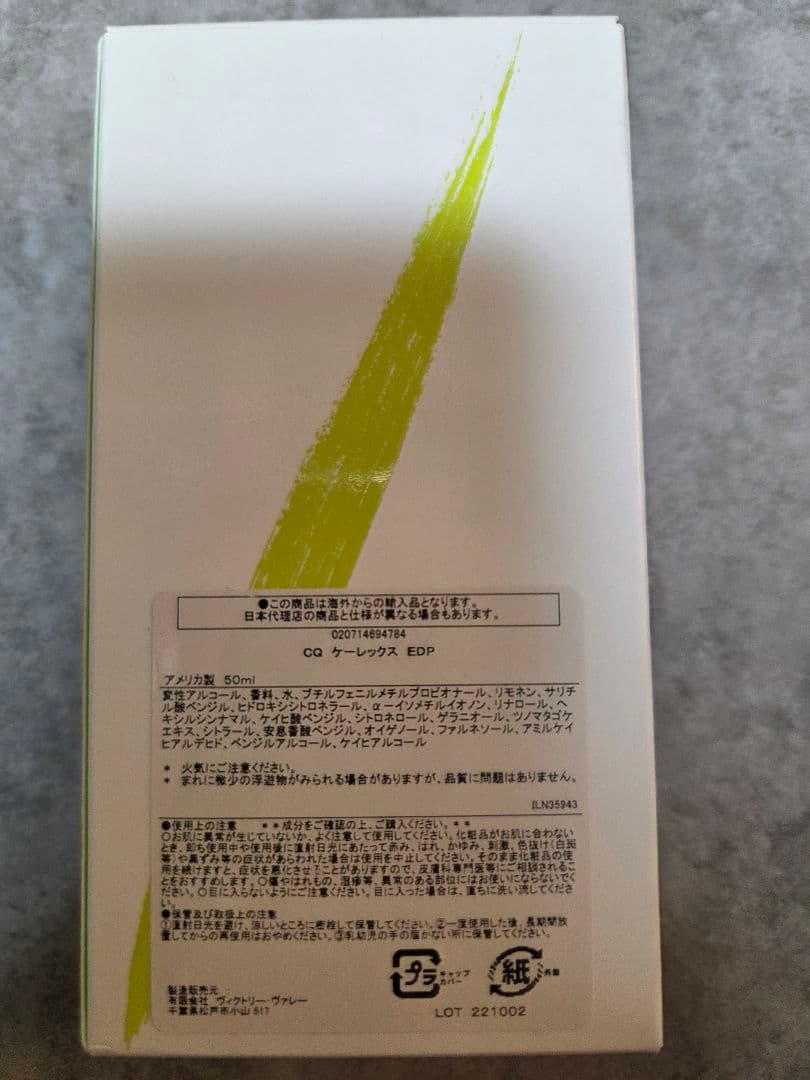 ●この商品は海外からの輸入品となります。
日本代理店の商品と仕様が異なる場合もあります。
020714694784
CQ ケーレックス EDP
アメリカ製 50ml
変性アルコール、香料、水、ブチルフェニルメチルプロピオナール、リモネン、サリチ
ル酸ベンジル、ヒドロキシシトロネラール、α－イソメチルイオノン、リナロール、ヘ
キシルシンナマル、ケイヒ酸ベンジル、シトロネロール、ゲラニオール、ツノマタゴケ
エキス、シトラール、安息香酸ベンジル、オイゲノール、ファルネソール、アミルケイ
ヒアルデヒド、ベンジルアルコール、ケイヒアルコール
* 火気にご注意ください。
* まれに微少の浮遊物がみられる場合がありますが、品質に問題はありません。
ILN35943
●使用上の注意 **成分をご確認の上、ご購入ください。**
○お肌に異常が生じていないか、よく注意して使用してください。化粧品がお肌に合わない
とき、即ち使用中や使用後に直射日光にあたって赤み、はれ、かゆみ、刺激、色抜け(白斑
等)や黒ずみ等の症状があらわれた場合は使用を中止してください。そのまま化粧品の使
用を続けますと、症状を悪化させることがありますので、皮膚科専門医等にご相談されるこ
とをおすすめします。○傷やはれもの、湿疹等、異常のある部位にはお使いにならないでく
ださい。○目に入らないようにご注意ください。目に入った場合は、直ちに洗い流してくださ
い。
●保管及び取扱上の注意
①直射日光を避け、涼しいところに密栓して保管してください。②一度使用した後、長期間放
置してからの再使用はおやめください。③乳幼児の手の届かない所に保管してください。
プラ キャップ
カバー
紙 外箱
製造販売元 :
有限会社 ヴィクトリーヴァレー
千葉県松戸市小山 517
LOT 221002